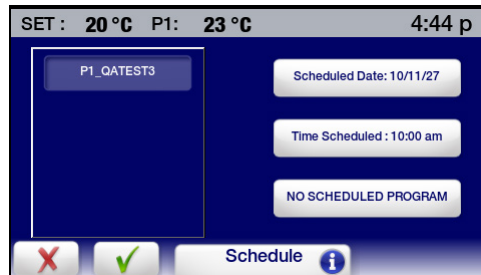 SET : 20 °C P1: 23 °C 4:44 p
P1_QATEST3
Scheduled Date: 10/11/27
Time Scheduled : 10:00 am
NO SCHEDULED PROGRAM
Schedule